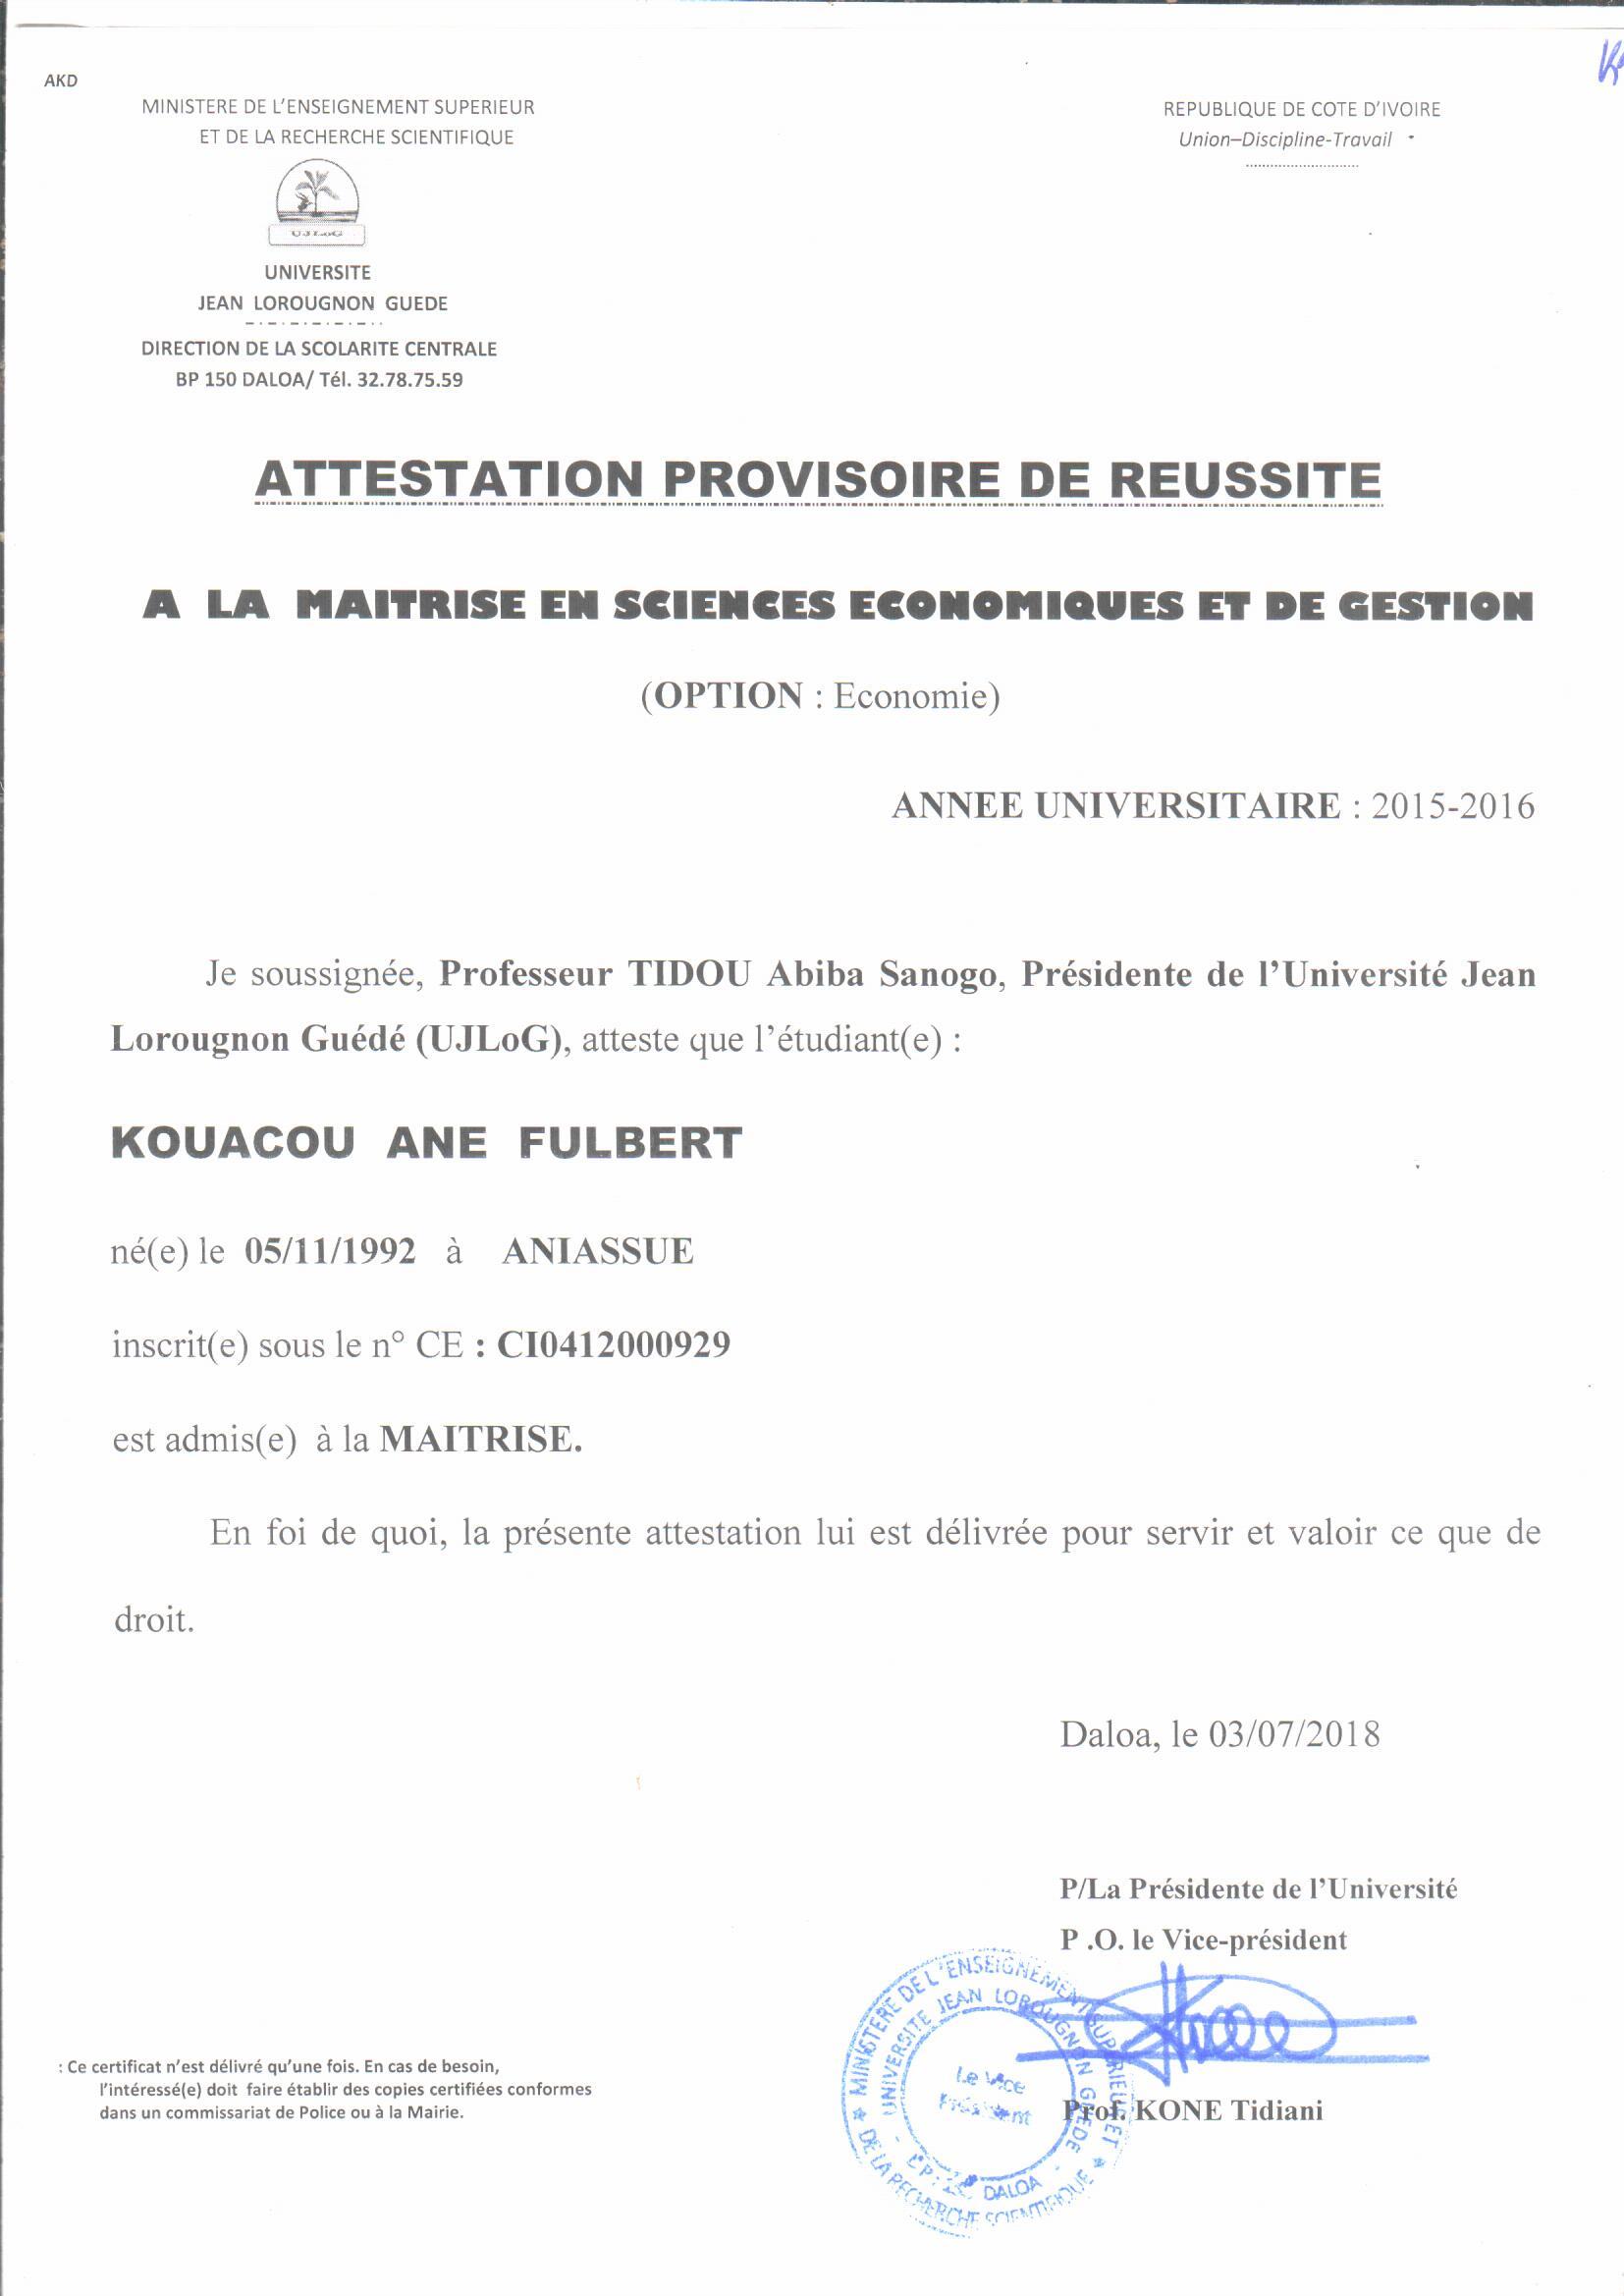 AKD
MINISTERE DE L'ENSEIGNEMENT SUPERIEUR
ET DE LA RECHERCHE SCIENTIFIQUE
REPUBLIQUE DE COTE D'IVOIRE
Union–Discipline-Travail
UJLoG
UNIVERSITE
JEAN LOROUGNON GUEDE
DIRECTION DE LA SCOLARITE CENTRALE
BP 150 DALOA/ Tél. 32.78.75.59
ATTESTATION PROVISOIRE DE REUSSITE
A LA MAITRISE EN SCIENCES ECONOMIQUES ET DE GESTION
(OPTION : Economie)
ANNEE UNIVERSITAIRE : 2015-2016
Je soussignée, Professeur TIDOU Abiba Sanogo, Présidente de l'Université Jean
Lorougnon Guédé (UJLoG), atteste que l'étudiant(e) :
KOUACOU ANE FULBERT
né(e) le 05/11/1992 à ANIASSUE
inscrit(e) sous le n° CE : CI0412000929
est admis(e) à la MAITRISE.
En foi de quoi, la présente attestation lui est délivrée pour servir et valoir ce que de
droit.
Daloa, le 03/07/2018
P/La Présidente de l'Université
P .O. le Vice-président
MINISTERE DE L'ENSEIGNEMENT SUPERIEUR ET
DE LA RECHERCHE SCIENTIFIQUE
UNIVERSITE JEAN LOROUGNON GUEDE
DALOA
Le Vice
Président
Prof. KONE Tidiani
: Ce certificat n'est délivré qu'une fois. En cas de besoin,
l'intéressé(e) doit faire établir des copies certifiées conformes
dans un commissariat de Police ou à la Mairie.